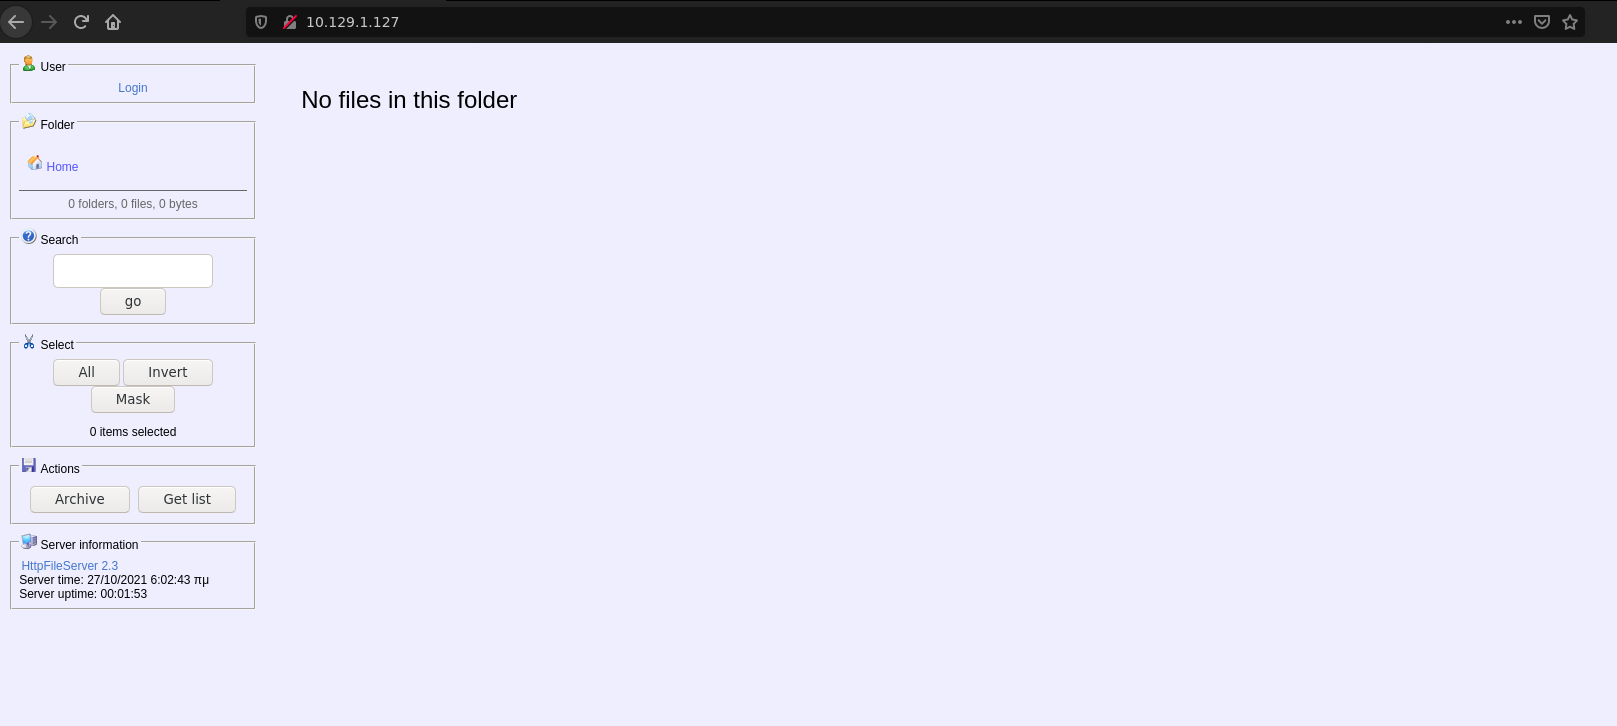 10.129.1.127
User
Login
Folder
Home
0 folders, 0 files, 0 bytes
Search
go
Select
All Invert
Mask
0 items selected
Actions
Archive Get list
Server information
HttpFileServer 2.3
Server time: 27/10/2021 6:02:43 πμ
Server uptime: 00:01:53
No files in this folder